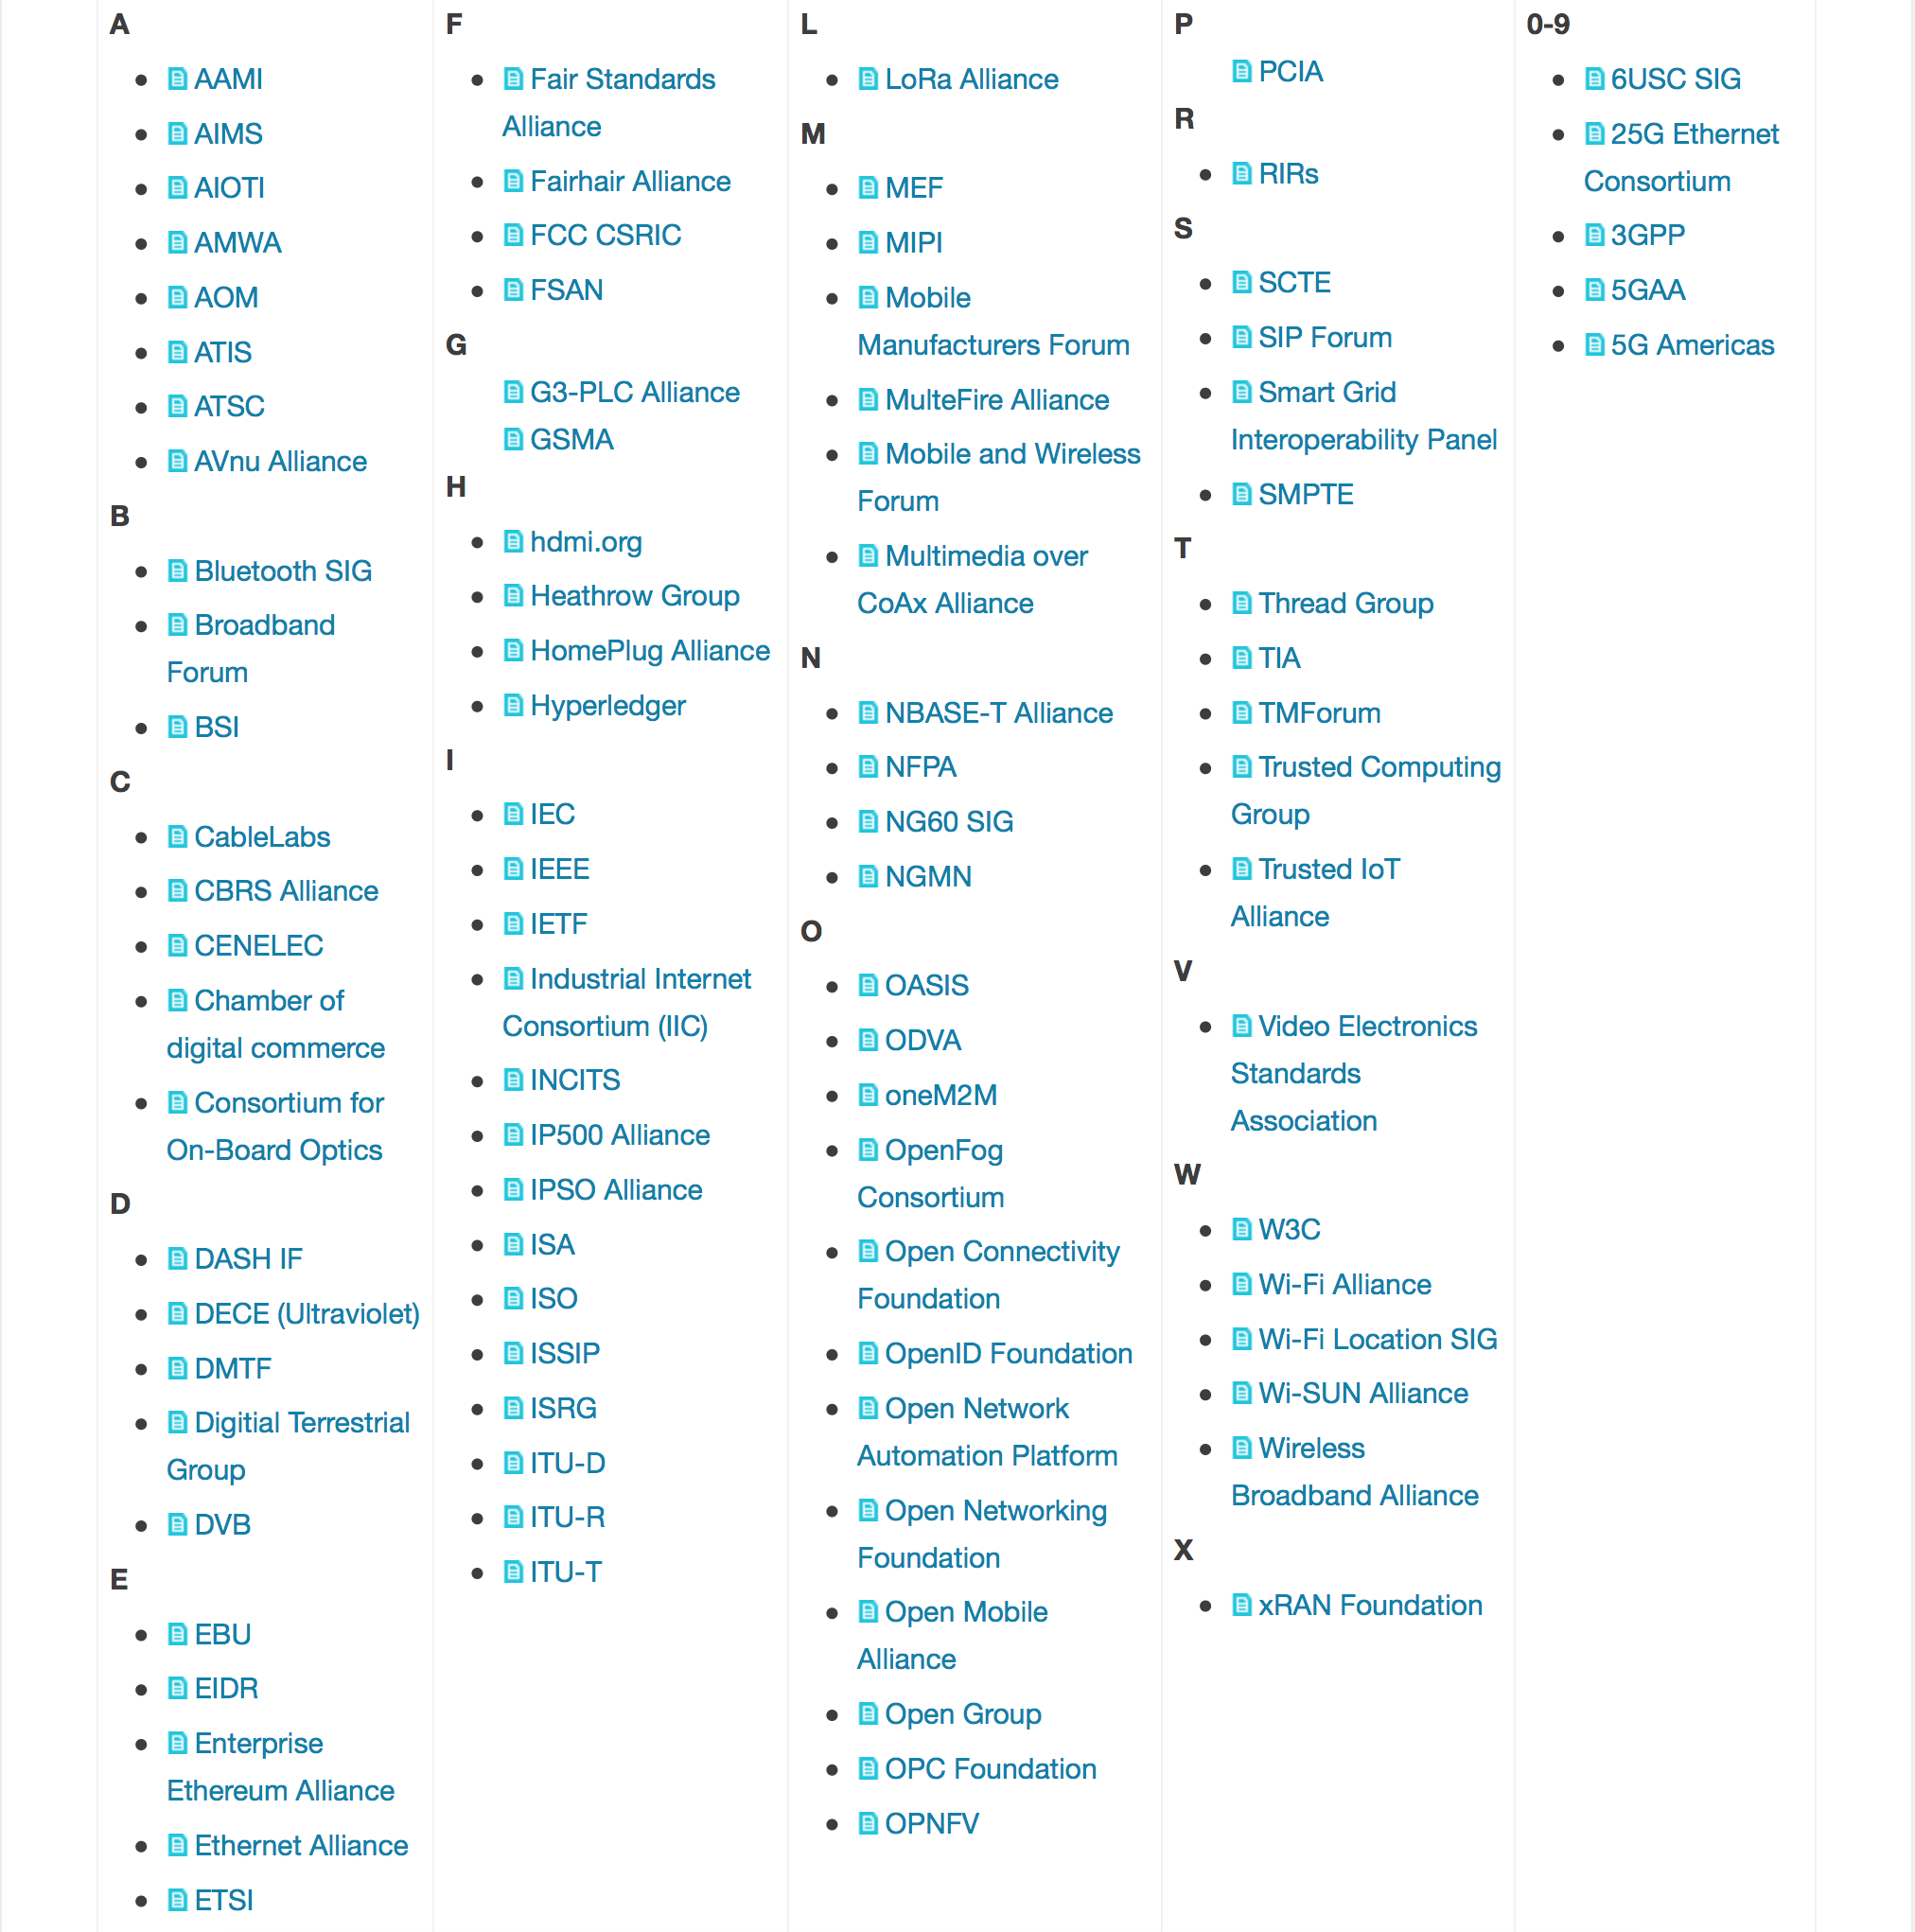 A
AAMI
AIMS
AIOTI
AMWA
AOM
ATIS
ATSC
AVnu Alliance
B
Bluetooth SIG
Broadband
Forum
BSI
C
CableLabs
CBRS Alliance
CENELEC
Chamber of
digital commerce
Consortium for
On-Board Optics
D
DASH IF
DECE (Ultraviolet)
DMTF
Digitial Terrestrial
Group
DVB
E
EBU
EIDR
Enterprise
Ethereum Alliance
Ethernet Alliance
ETSI
F
Fair Standards
Alliance
Fairhair Alliance
FCC CSRIC
FSAN
G
G3-PLC Alliance
GSMA
H
hdmi.org
Heathrow Group
HomePlug Alliance
Hyperledger
I
IEC
IEEE
IETF
Industrial Internet
Consortium (IIC)
INCITS
IP500 Alliance
IPSO Alliance
ISA
ISO
ISSIP
ISRG
ITU-D
ITU-R
ITU-T
L
LoRa Alliance
M
MEF
MIPI
Mobile
Manufacturers Forum
MulteFire Alliance
Mobile and Wireless
Forum
Multimedia over
CoAx Alliance
N
NBASE-T Alliance
NFPA
NG60 SIG
NGMN
O
OASIS
ODVA
oneM2M
OpenFog
Consortium
Open Connectivity
Foundation
OpenID Foundation
Open Network
Automation Platform
Open Networking
Foundation
Open Mobile
Alliance
Open Group
OPC Foundation
OPNFV
P
PCIA
R
RIRs
S
SCTE
SIP Forum
Smart Grid
Interoperability Panel
SMPTE
T
Thread Group
TIA
TMForum
Trusted Computing
Group
Trusted IoT
Alliance
V
Video Electronics
Standards
Association
W
W3C
Wi-Fi Alliance
Wi-Fi Location SIG
Wi-SUN Alliance
Wireless
Broadband Alliance
X
xRAN Foundation
0-9
6USC SIG
25G Ethernet
Consortium
3GPP
5GAA
5G Americas